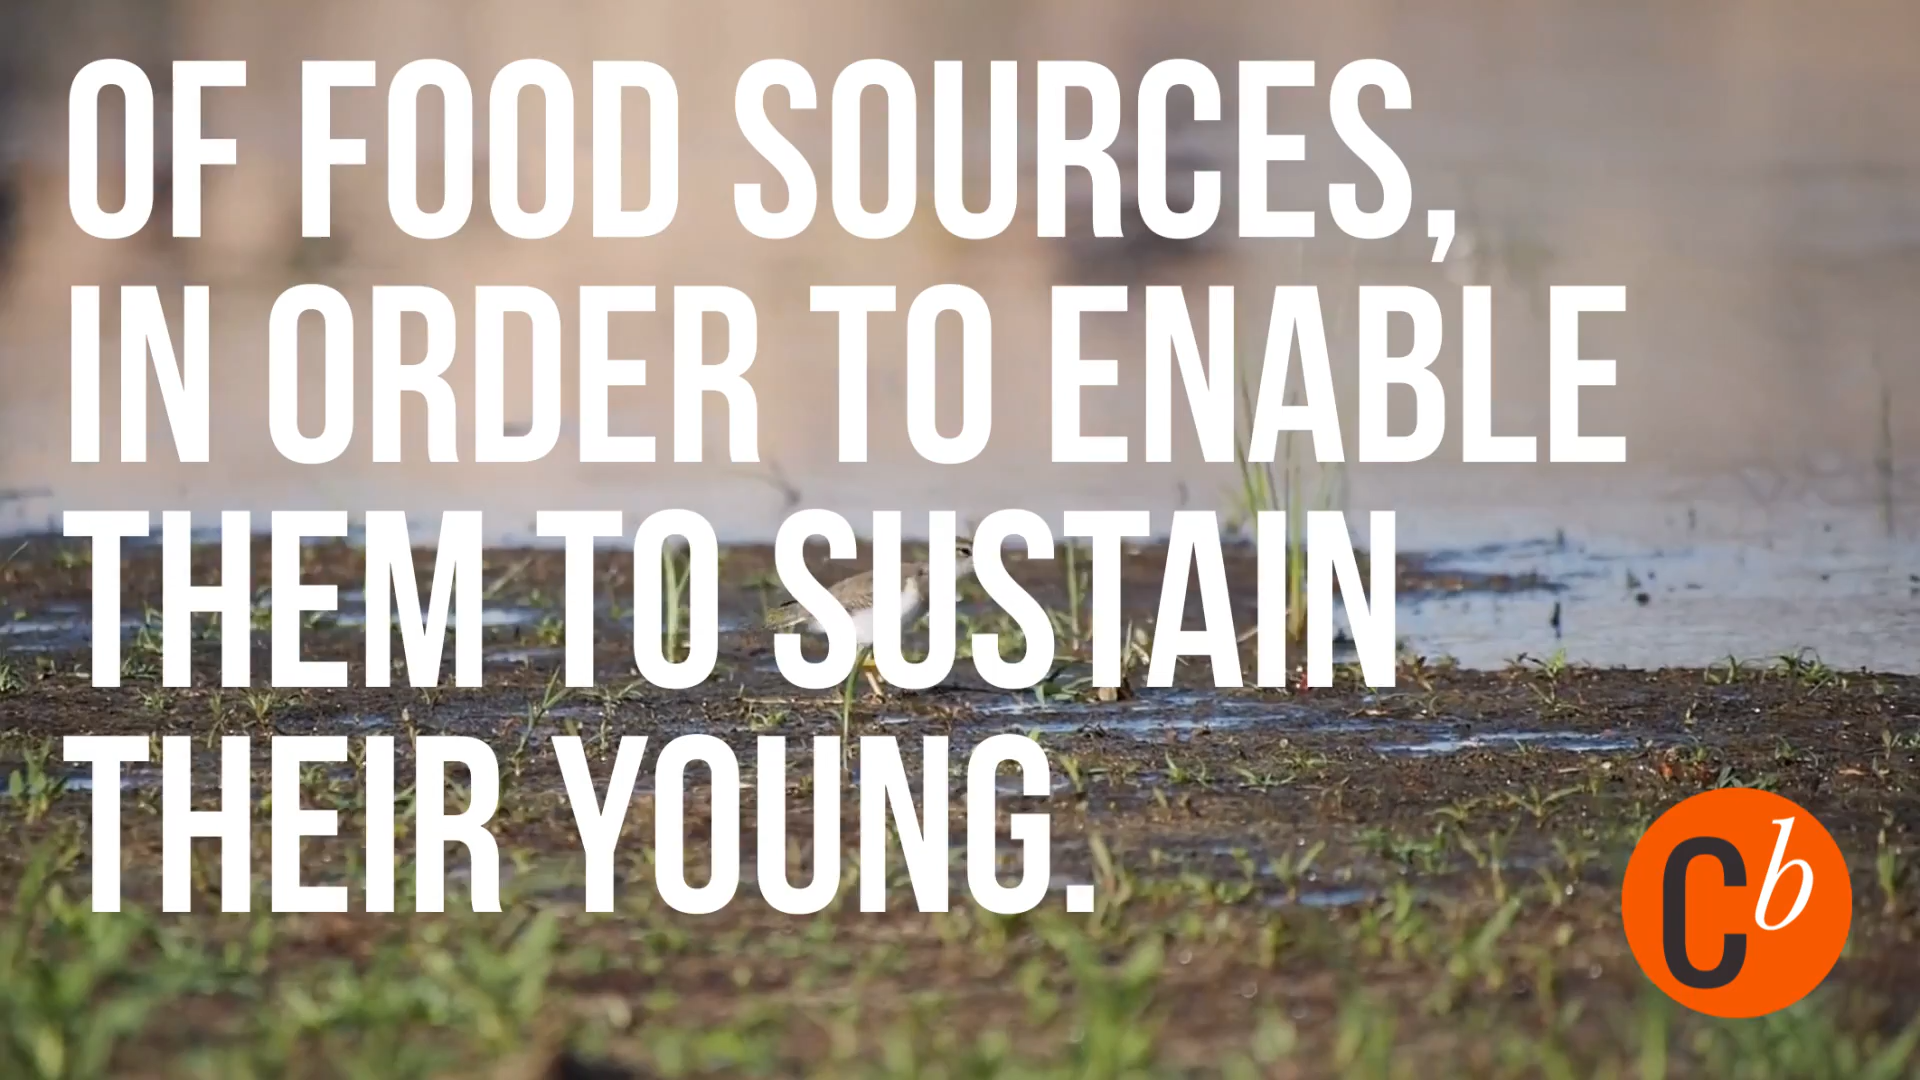 OF FOOD SOURCES,
IN ORDER TO ENABLE
THEM TO SUSTAIN
THEIR YOUNG.
Cb